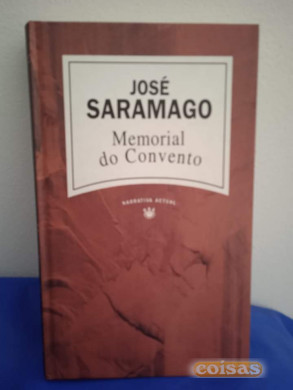 JOSÉ
SARAMAGO
Memorial
do Convento
NARRATIVA ACTUAL
coisas